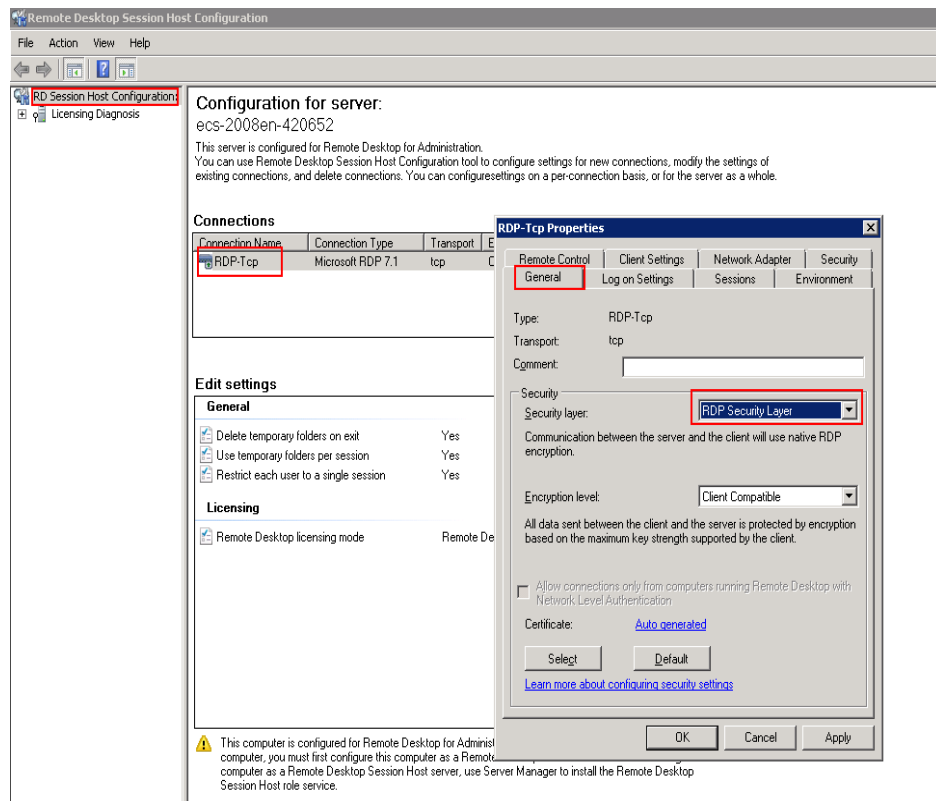 Remote Desktop Session Host Configuration
File Action View Help
RD Session Host Configuration:
Licensing Diagnosis
Configuration for server:
ecs-2008en-420652
This server is configured for Remote Desktop for Administration.
You can use Remote Desktop Session Host Configuration tool to configure settings for new connections, modify the settings of
existing connections, and delete connections. You can configuresettings on a per-connection basis, or for the server as a whole.
Connections
Connection Name Connection Type Transport E
RDP-Tcp Microsoft RDP 7.1 tcp C
Edit settings
General
Delete temporary folders on exit Yes
Use temporary folders per session Yes
Restrict each user to a single session Yes
Licensing
Remote Desktop licensing mode Remote De
This computer is configured for Remote Desktop for Administ
computer, you must first configure this computer as a Remote
computer as a Remote Desktop Session Host server, use Server Manager to install the Remote Desktop
Session Host role service.
RDP-Tcp Properties
Remote Control Client Settings Network Adapter Security
General Log on Settings Sessions Environment
Type: RDP-Tcp
Transport: tcp
Comment:
Security
Security layer: RDP Security Layer
Communication between the server and the client will use native RDP
encryption.
Encryption level: Client Compatible
All data sent between the client and the server is protected by encryption
based on the maximum key strength supported by the client.
Allow connections only from computers running Remote Desktop with
Network Level Authentication
Certificate: Auto generated
Select Default
Learn more about configuring security settings
OK Cancel Apply